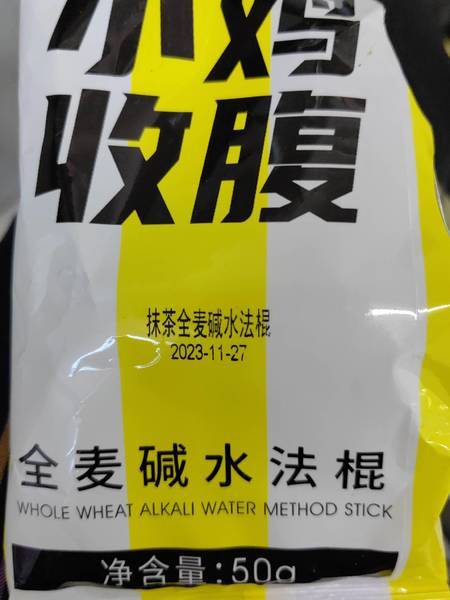 小鸡
收腹
抹茶全麦碱水法棍
2023-11-27
全麦碱水法棍
WHOLE WHEAT ALKALI WATER METHOD STICK
净含量:50g